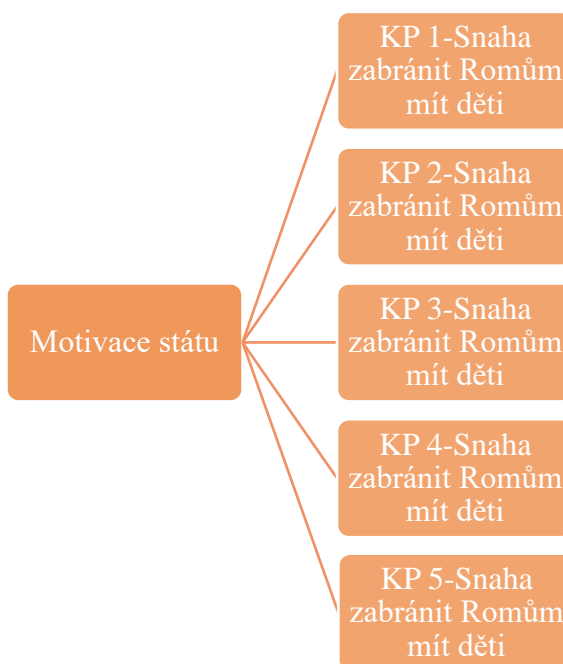 KP 1-Snaha
zabránit Romům
mít děti
KP 2-Snaha
zabránit Romům
mít děti
Motivace státu
KP 3-Snaha
zabránit Romům
mít děti
KP 4-Snaha
zabránit Romům
mít děti
KP 5-Snaha
zabránit Romům
mít děti